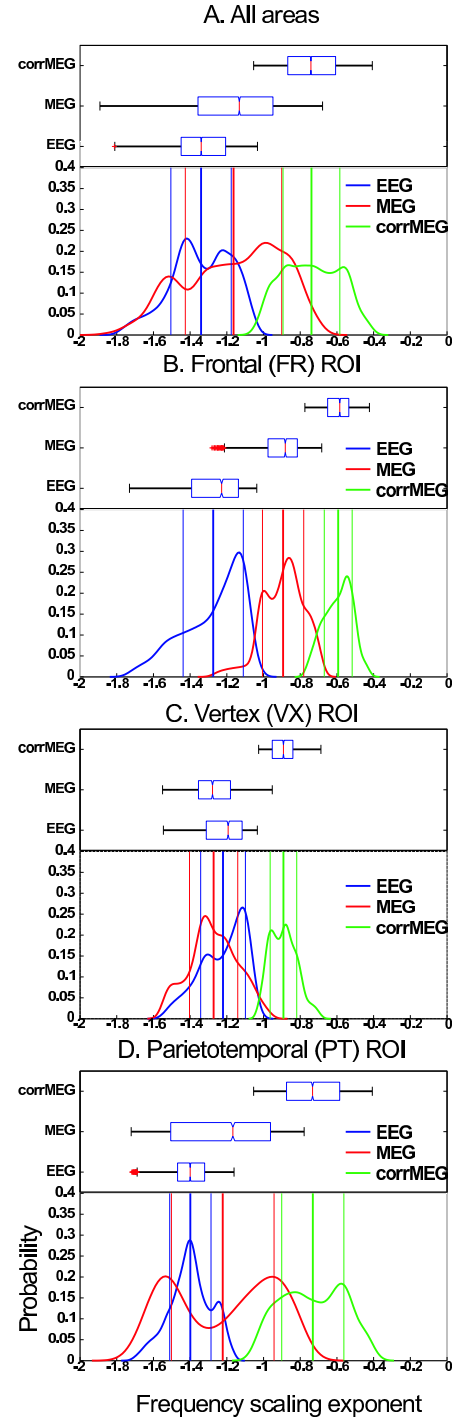 A. All areas
corrMEG
MEG
EEG
0.4
0.35
0.3
0.25
0.2
0.15
0.1
0.05
0
EEG
MEG
corrMEG
-2 -1.8 -1.6 -1.4 -1.2 -1 -0.8 -0.6 -0.4 -0.2 0
B. Frontal (FR) ROI
corrMEG
MEG
EEG
EEG
MEG
corrMEG
0.4
0.35
0.3
0.25
0.2
0.15
0.1
0.05
0
-2 -1.8 -1.6 -1.4 -1.2 -1 -0.8 -0.6 -0.4 -0.2 0
C. Vertex (VX) ROI
corrMEG
MEG
EEG
0.4
0.35
0.3
0.25
0.2
0.15
0.1
0.05
0
EEG
MEG
corrMEG
-2 -1.8 -1.6 -1.4 -1.2 -1 -0.8 -0.6 -0.4 -0.2 0
D. Parietotemporal (PT) ROI
corrMEG
MEG
EEG
EEG
MEG
corrMEG
0.4
0.35
0.3
0.25
0.2
0.15
0.1
0.05
0
Probability
-2 -1.8 -1.6 -1.4 -1.2 -1 -0.8 -0.6 -0.4 -0.2 0
Frequency scaling exponent